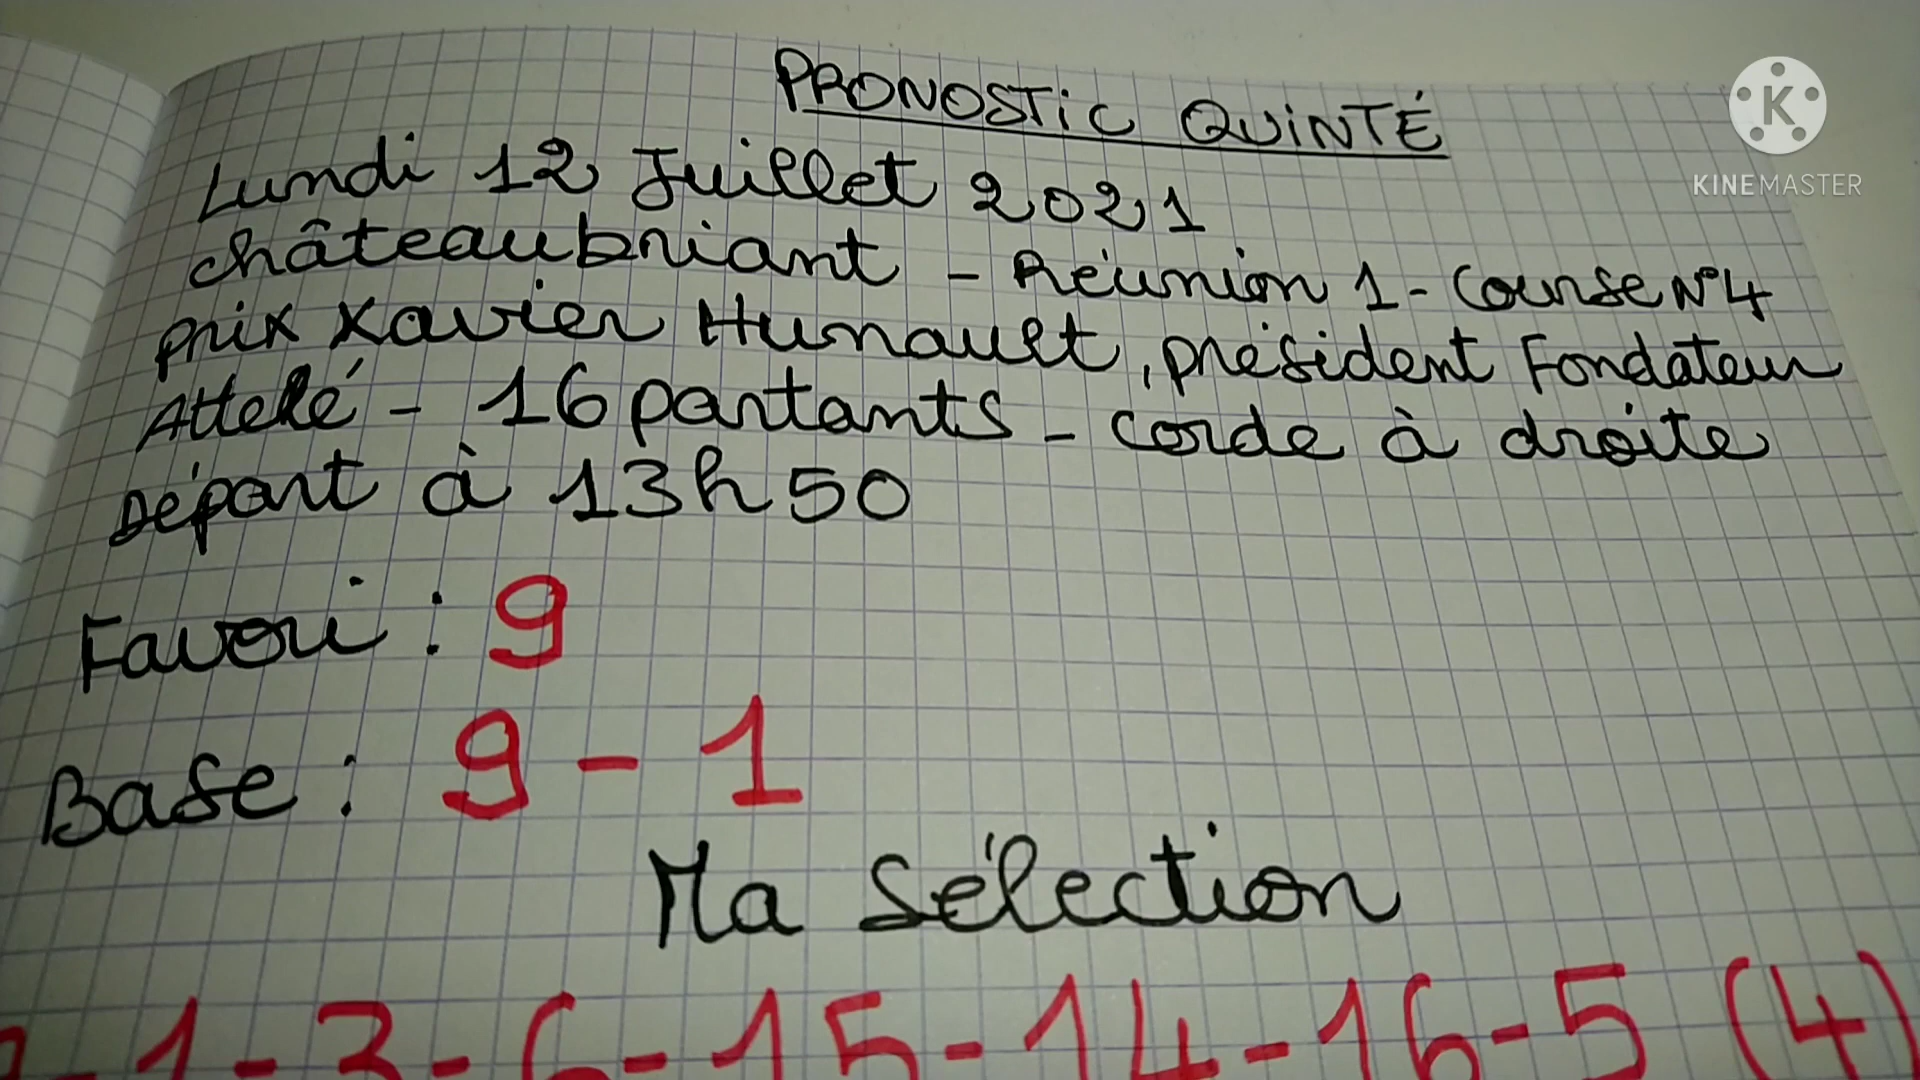 PRONOSTIC QUINTÉ
K
KINEMASTER
Lundi 12 Juillet 2021
châteaubriant - Réunion 1 - Course N°4
prix Xavier Hunault, président Fondateur
Attelé - 16 partants - Corde à droite
Départ à 13h50
Favori : 9
Base : 9 - 1
Ma Sélection
- 1 - 3 - 6 - 15 - 14 - 16 - 5 (4)